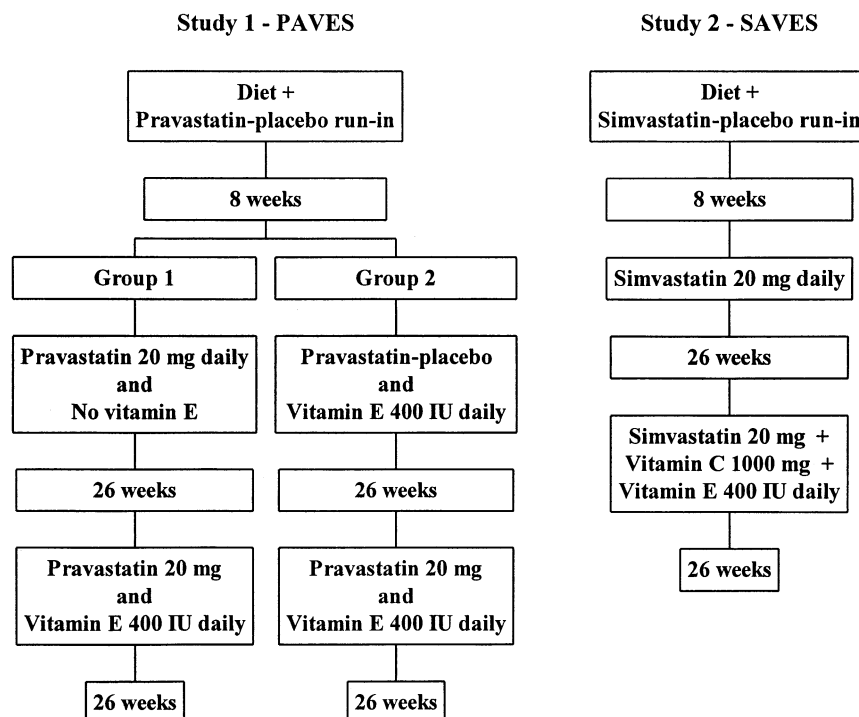 Study 1 - PAVES
Diet +
Pravastatin-placebo run-in
8 weeks
Group 1
Pravastatin 20 mg daily
and
No vitamin E
26 weeks
Pravastatin 20 mg
and
Vitamin E 400 IU daily
26 weeks
Group 2
Pravastatin-placebo
and
Vitamin E 400 IU daily
26 weeks
Pravastatin 20 mg
and
Vitamin E 400 IU daily
26 weeks
Study 2 - SAVES
Diet +
Simvastatin-placebo run-in
8 weeks
Simvastatin 20 mg daily
26 weeks
Simvastatin 20 mg +
Vitamin C 1000 mg +
Vitamin E 400 IU daily
26 weeks